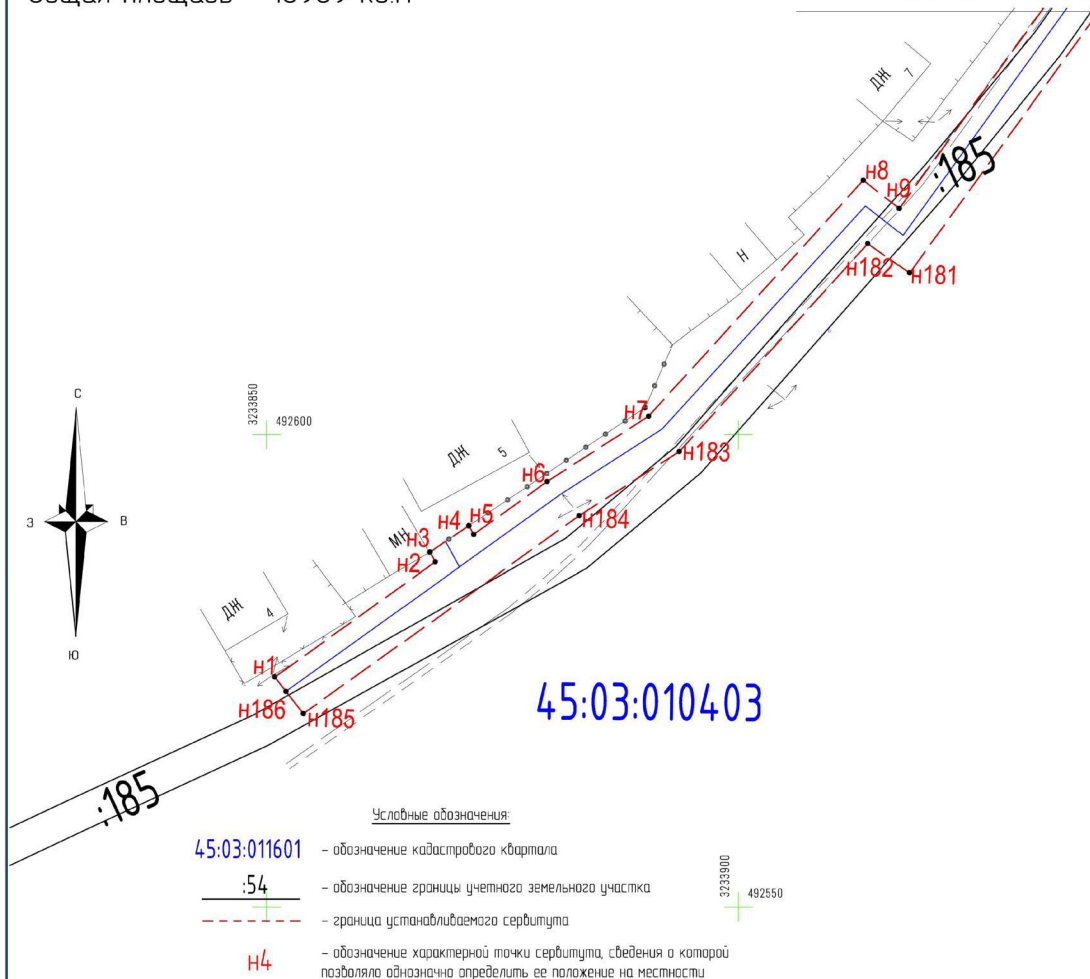 ДЖ 7
:185
н8
н9
н182
н181
Н
С
3233850
492600
н7
ДЖ 5
н6
н183
З
В
н4
н5
н184
МН
н3
н2
ДЖ 4
Ю
н1
н186
н185
45:03:010403
:185
Условные обозначения:
45:03:011601 – обозначение кадастрового квартала
:54 – обозначение границы учетного земельного участка
3233900
492550
– граница устанавливаемого сервитута
н4 – обозначение характерной точки сервитута, сведения о которой
позволяло однозначно определить ее положение на местности